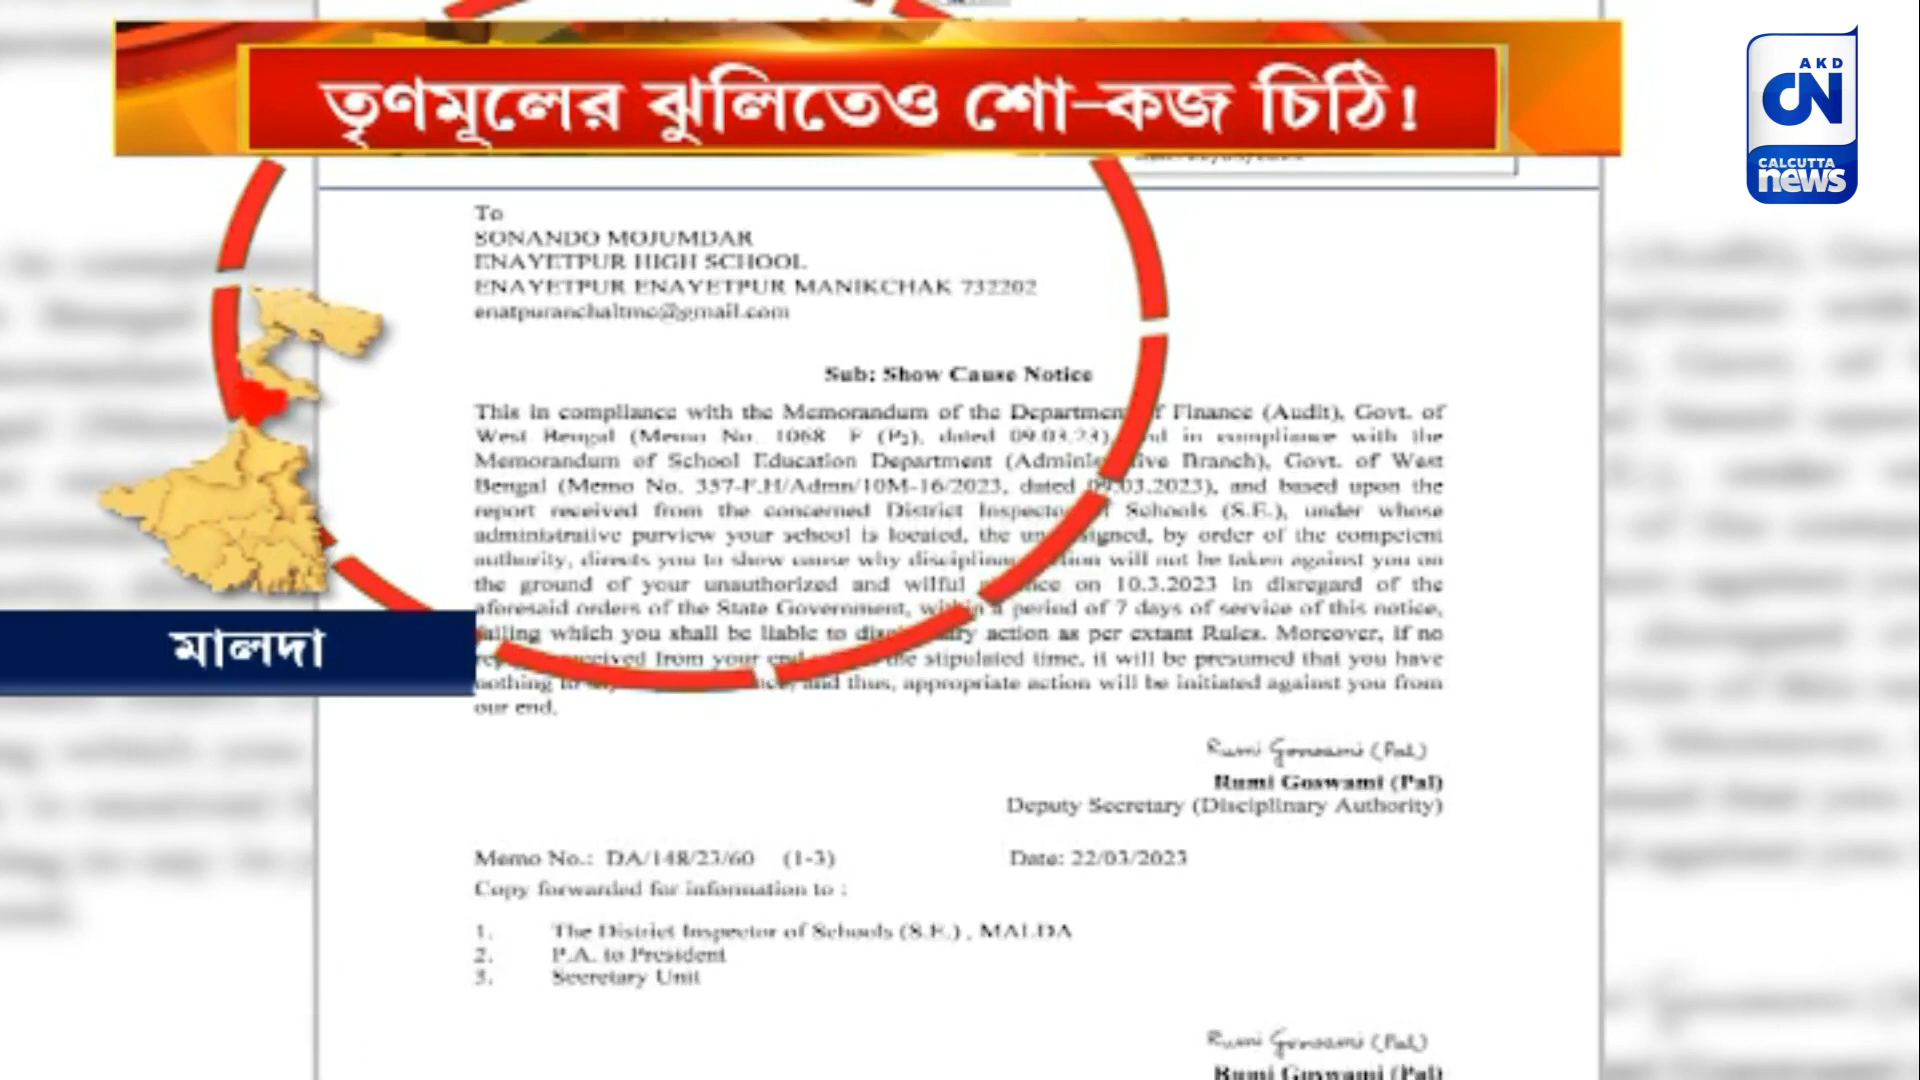 তৃণমূলের ঝুলিতেও শো-কজ চিঠি!
AKD
CN
CALCUTTA
news
To
SONANDO MOJUMDAR
ENAYETPUR HIGH SCHOOL
ENAYETPUR ENAYETPUR MANIKCHAK 732202
enatpuranchaltmc@gmail.com
Sub: Show Cause Notice
This in compliance with the Memorandum of the Department of Finance (Audit), Govt. of
West Bengal (Memo No. 1068 F (P₂), dated 09.03.23), and in compliance with the
Memorandum of School Education Department (Administrative Branch), Govt. of West
Bengal (Memo No. 357-F.H/Admn/10M-16/2023, dated 09.03.2023), and based upon the
report received from the concerned District Inspector of Schools (S.E.), under whose
administrative purview your school is located, the undersigned, by order of the competent
authority, directs you to show cause why disciplinary action will not be taken against you on
the ground of your unauthorized and wilful on 10.3.2023 in disregard of the
aforesaid orders of the State Government, within a period of 7 days of service of this notice,
failing which you shall be liable to disciplinary action as per extant Rules. Moreover, if no
received from your end the stipulated time, it will be presumed that you have
nothing to and thus, appropriate action will be initiated against you from
our end.
মালদা
Rumi Goswami (Pal)
Rumi Goswami (Pal)
Deputy Secretary (Disciplinary Authority)
Memo No.: DA/148/23/60 (1-3) Date: 22/03/2023
Copy forwarded for information to :
1. The District Inspector of Schools (S.E.) , MALDA
2. P.A. to President
3. Secretary Unit
Rumi Goswami (Pal)
Rumi Goswami (Pal)